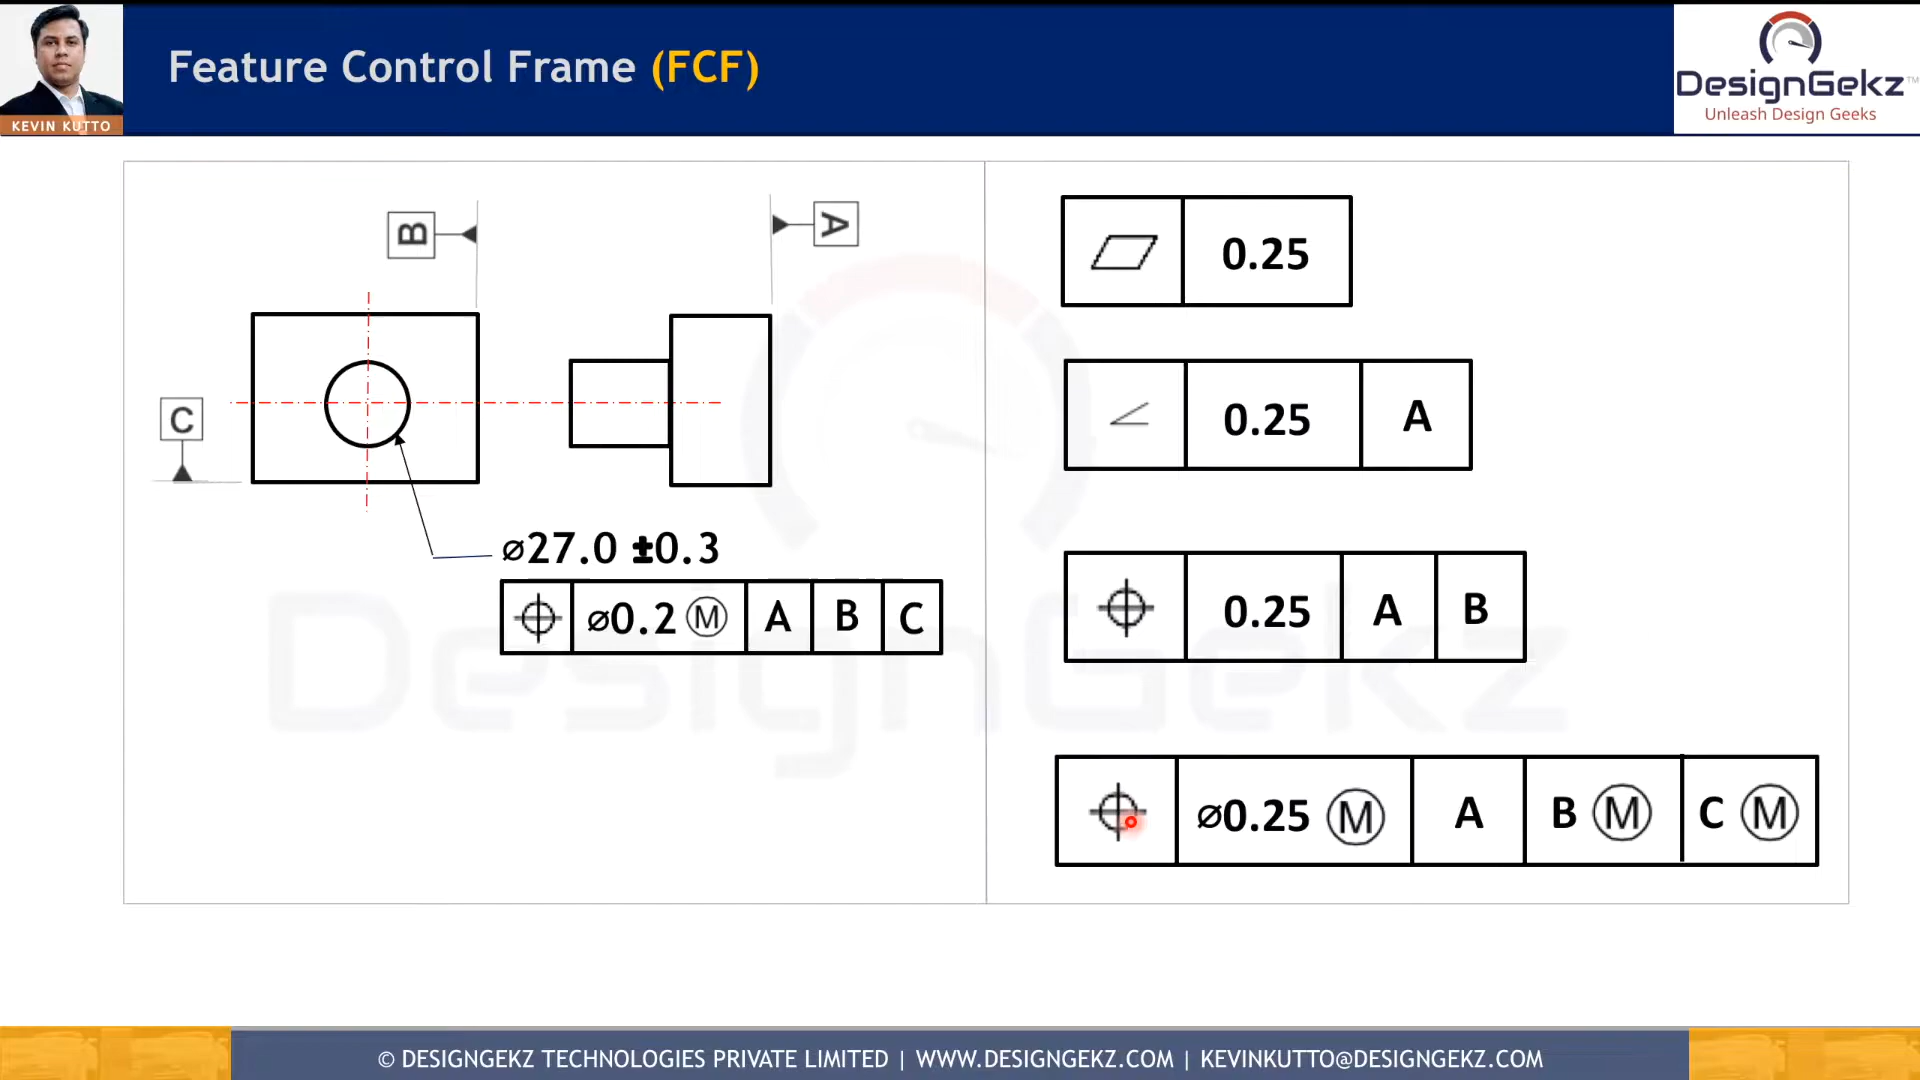 Feature Control Frame (FCF)
KEVIN KUTTO
DesignGekz™
Unleash Design Geeks
B
A
C
⌀27.0 ±0.3
⌖ ⌀0.2 Ⓜ A B C
⏥ 0.25
∠ 0.25 A
⌖ 0.25 A B
⌖ ⌀0.25 Ⓜ A B Ⓜ C Ⓜ
DesignGekz
© DESIGNGEKZ TECHNOLOGIES PRIVATE LIMITED | WWW.DESIGNGEKZ.COM | KEVINKUTTO@DESIGNGEKZ.COM